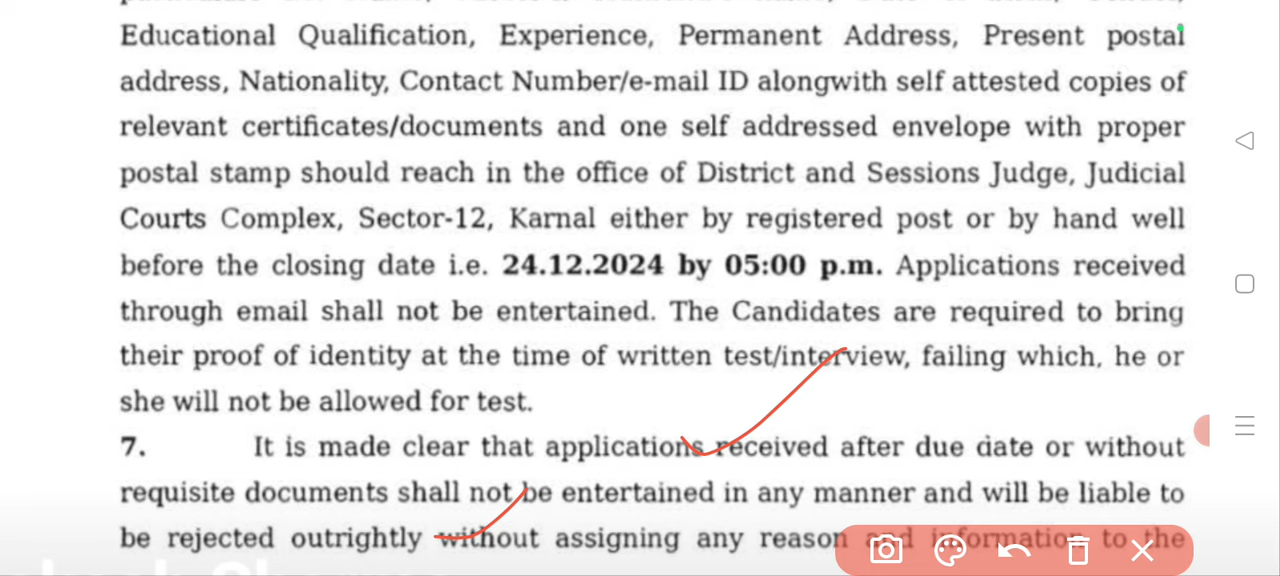 Educational Qualification, Experience, Permanent Address, Present postal
address, Nationality, Contact Number/e-mail ID alongwith self attested copies of
relevant certificates/documents and one self addressed envelope with proper
postal stamp should reach in the office of District and Sessions Judge, Judicial
Courts Complex, Sector-12, Karnal either by registered post or by hand well
before the closing date i.e. 24.12.2024 by 05:00 p.m. Applications received
through email shall not be entertained. The Candidates are required to bring
their proof of identity at the time of written test/interview, failing which, he or
she will not be allowed for test.
7. It is made clear that applications received after due date or without
requisite documents shall not be entertained in any manner and will be liable to
be rejected outrightly without assigning any reason and information to the